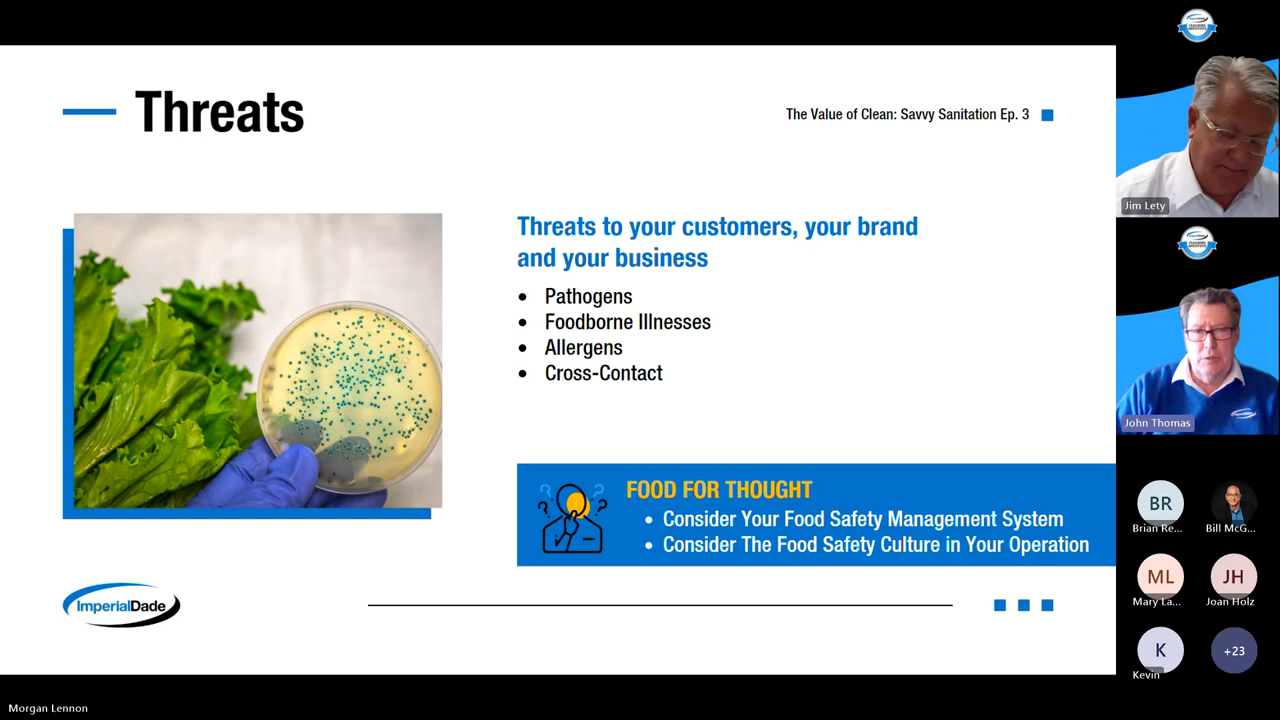 Threats
The Value of Clean: Savvy Sanitation Ep. 3
Threats to your customers, your brand
and your business
• Pathogens
• Foodborne Illnesses
• Allergens
• Cross-Contact
FOOD FOR THOUGHT
• Consider Your Food Safety Management System
• Consider The Food Safety Culture in Your Operation
ImperialDade
Jim Lety
John Thomas
BR
Brian Re...
Bill McG...
ML
Mary La...
JH
Joan Holz
K
Kevin
+23
Morgan Lennon